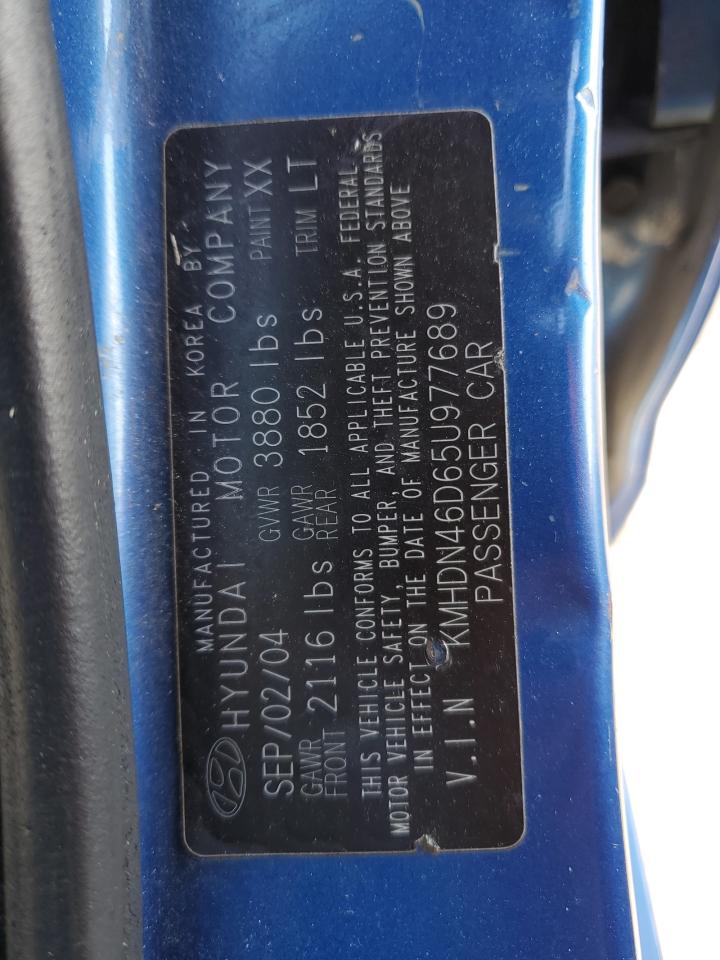 MANUFACTURED IN KOREA BY
HYUNDAI MOTOR COMPANY
SEP/02/04 GVWR 3880 lbs PAINT XX
GAWR FRONT 2116 lbs GAWR REAR 1852 lbs TRIM LT
THIS VEHICLE CONFORMS TO ALL APPLICABLE U.S.A. FEDERAL
MOTOR VEHICLE SAFETY, BUMPER, AND THEFT PREVENTION STANDARDS
IN EFFECT ON THE DATE OF MANUFACTURE SHOWN ABOVE
V.I.N KMHDN46D65U977689
PASSENGER CAR